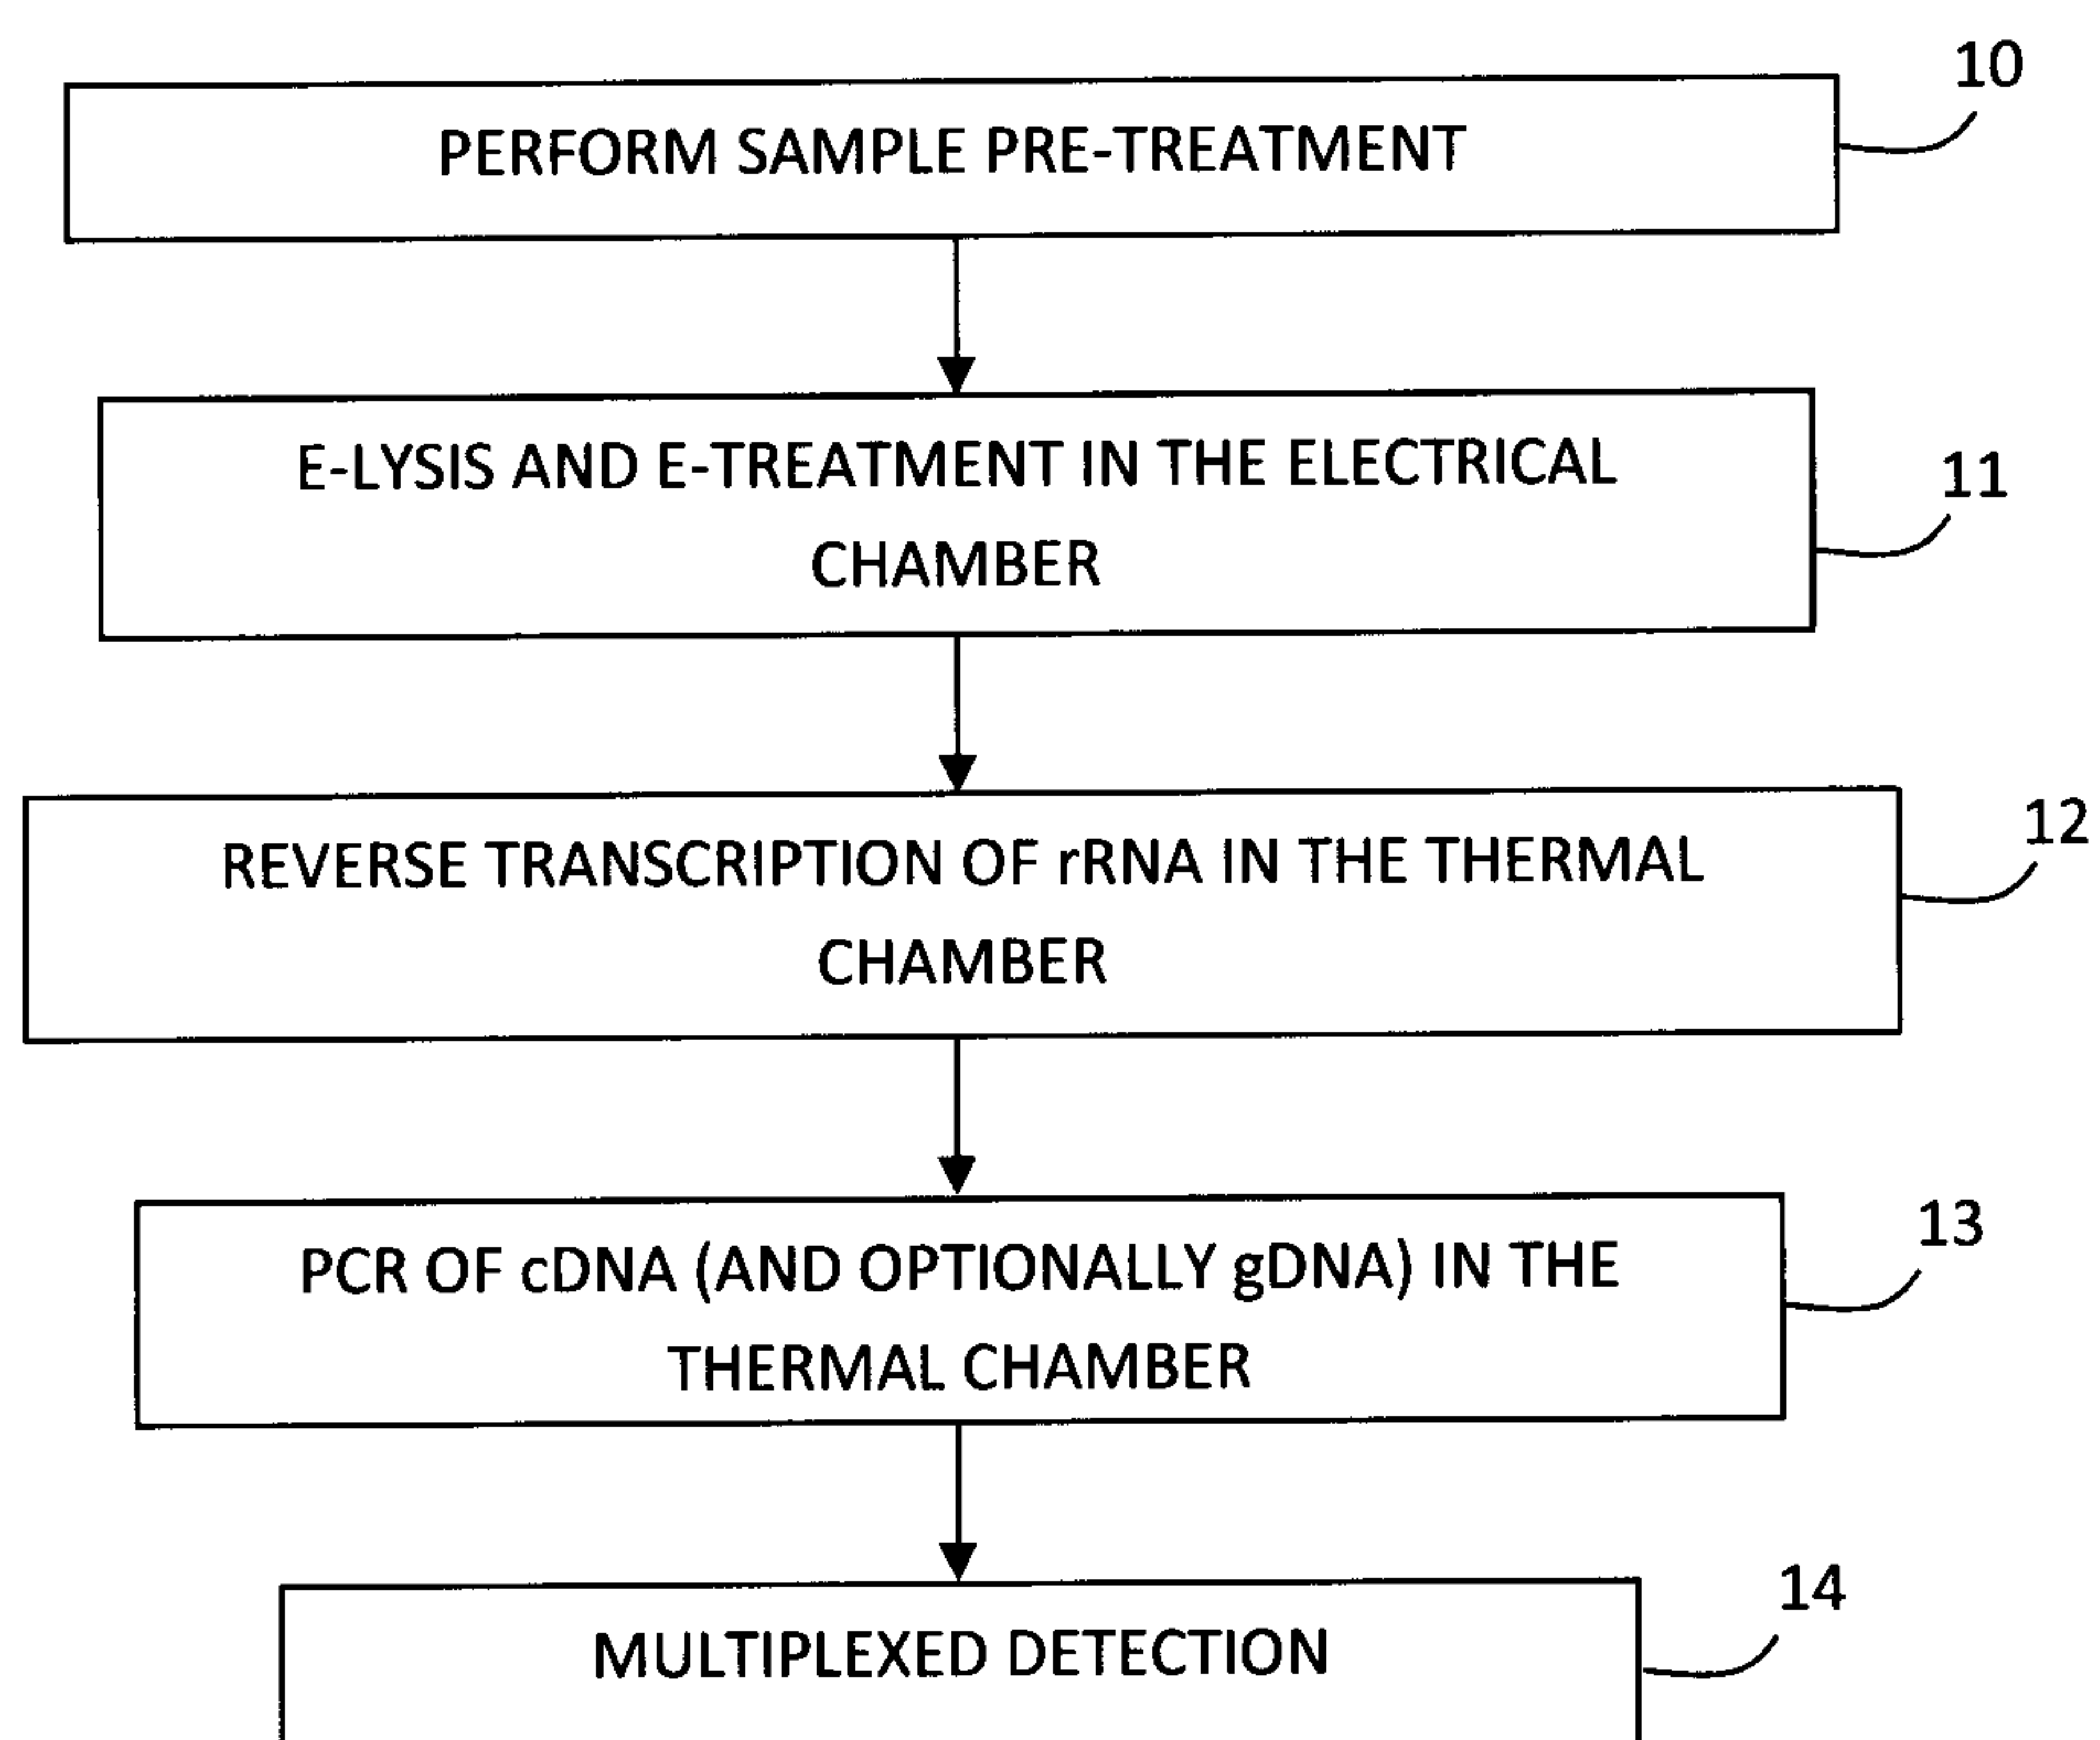 10
PERFORM SAMPLE PRE-TREATMENT
E-LYSIS AND E-TREATMENT IN THE ELECTRICAL
CHAMBER
11
REVERSE TRANSCRIPTION OF rRNA IN THE THERMAL
CHAMBER
12
PCR OF cDNA (AND OPTIONALLY gDNA) IN THE
THERMAL CHAMBER
13
MULTIPLEXED DETECTION
14